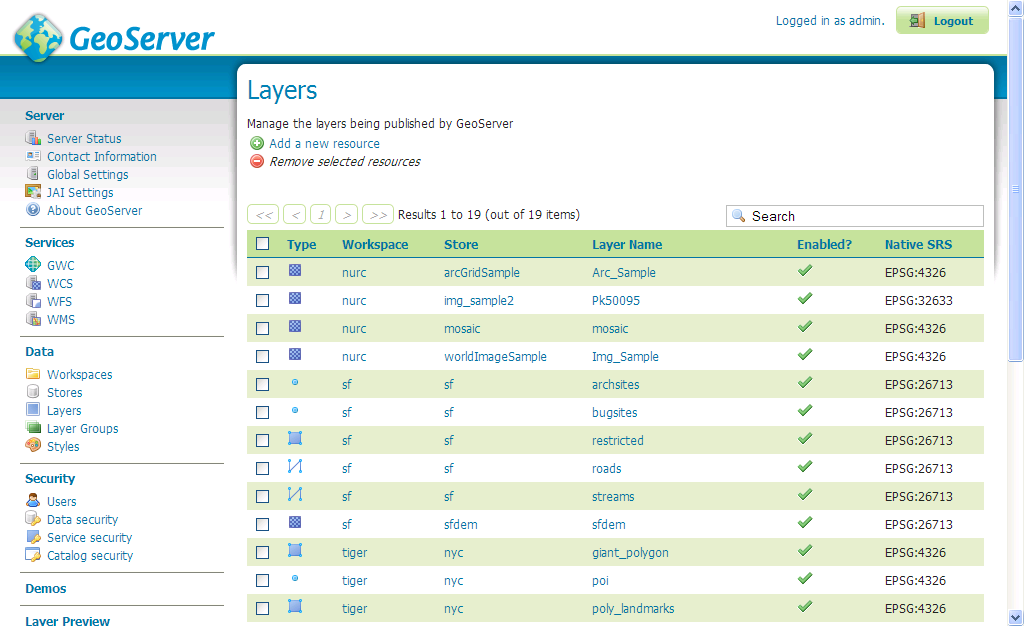 GeoServer
Logged in as admin.
Logout
Server
Server Status
Contact Information
Global Settings
JAI Settings
About GeoServer
Services
GWC
WCS
WFS
WMS
Data
Workspaces
Stores
Layers
Layer Groups
Styles
Security
Users
Data security
Service security
Catalog security
Demos
Layer Preview
Layers
Manage the layers being published by GeoServer
Add a new resource
Remove selected resources
<< < 1 > >> Results 1 to 19 (out of 19 items)
Search
Type Workspace Store Layer Name Enabled? Native SRS
nurc arcGridSample Arc_Sample EPSG:4326
nurc img_sample2 Pk50095 EPSG:32633
nurc mosaic mosaic EPSG:4326
nurc worldImageSample Img_Sample EPSG:4326
sf sf archsites EPSG:26713
sf sf bugsites EPSG:26713
sf sf restricted EPSG:26713
sf sf roads EPSG:26713
sf sf streams EPSG:26713
sf sfdem sfdem EPSG:26713
tiger nyc giant_polygon EPSG:4326
tiger nyc poi EPSG:4326
tiger nyc poly_landmarks EPSG:4326